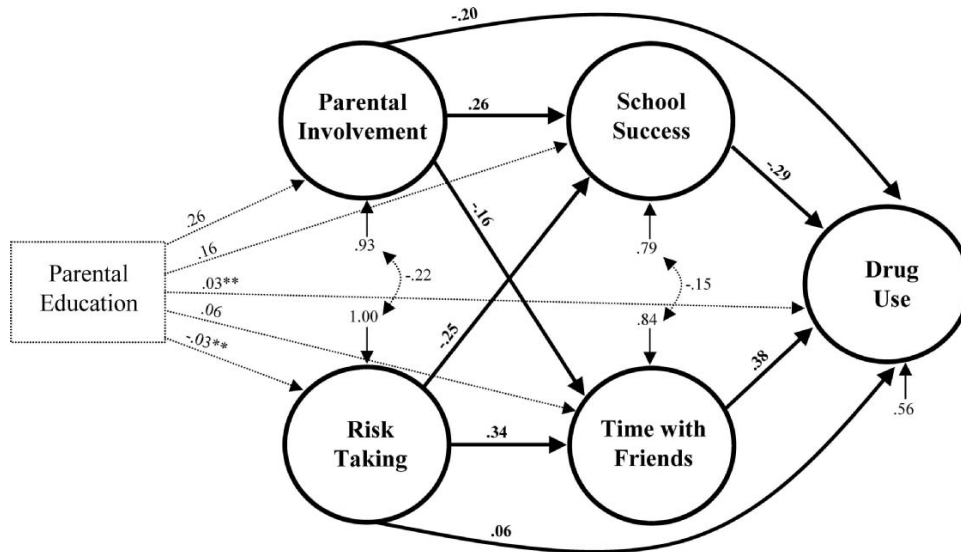 -.20
Parental
Involvement
.26
School
Success
-.29
-.16
.26
.16
.93
-.22
1.00
.79
-.15
.84
Parental
Education
.03**
.06
-.03**
Drug
Use
-.25
.38
.56
Risk
Taking
.34
Time with
Friends
.06